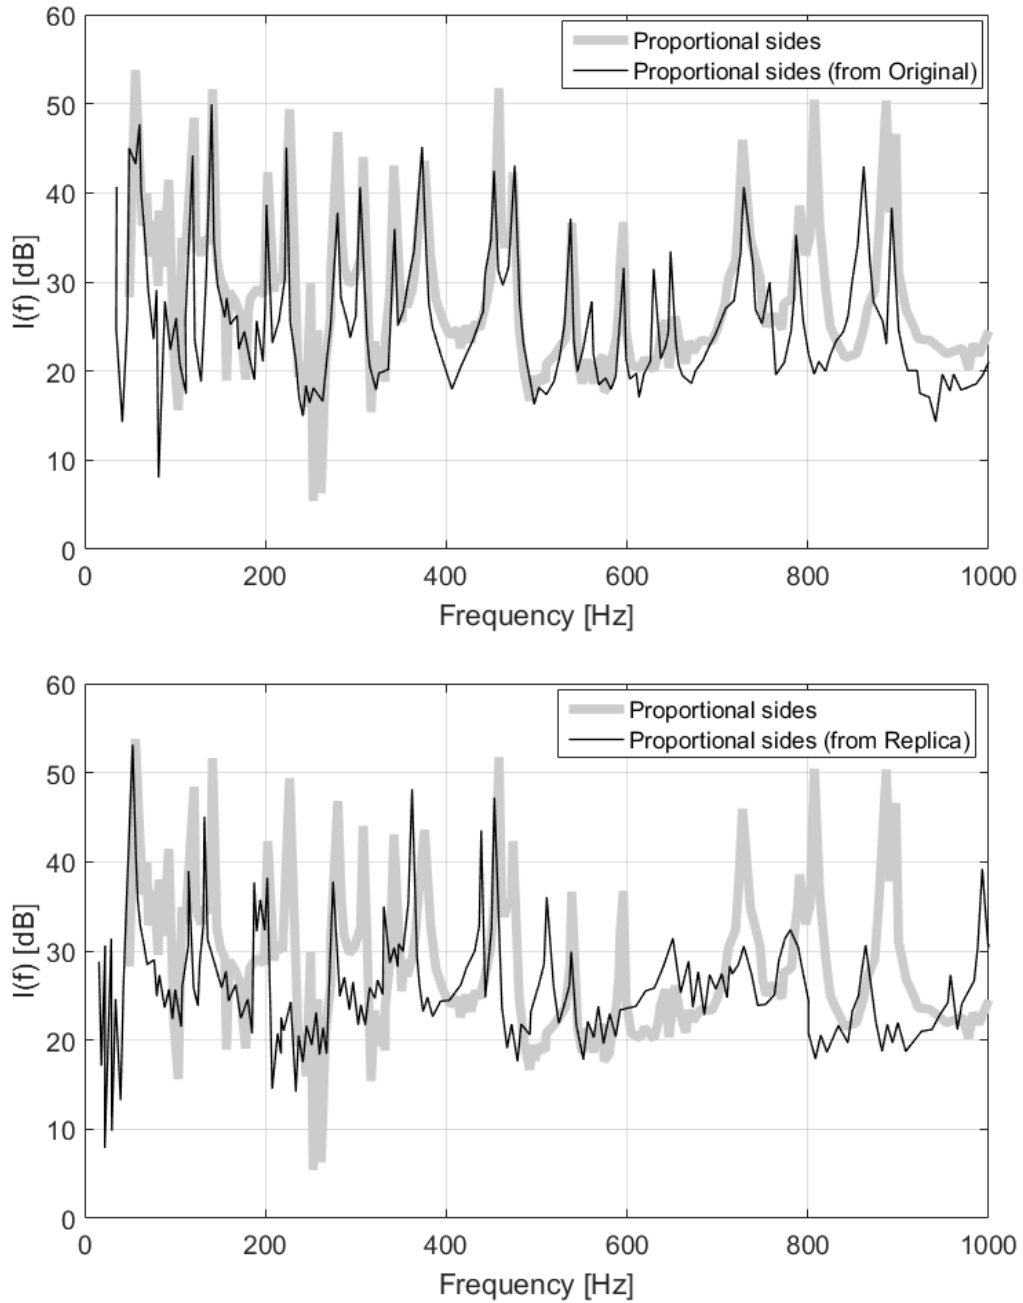 60
50
40
30
20
10
0
I(f) [dB]
Proportional sides
Proportional sides (from Original)
0 200 400 600 800 1000
Frequency [Hz]
60
50
40
30
20
10
0
I(f) [dB]
Proportional sides
Proportional sides (from Replica)
0 200 400 600 800 1000
Frequency [Hz]